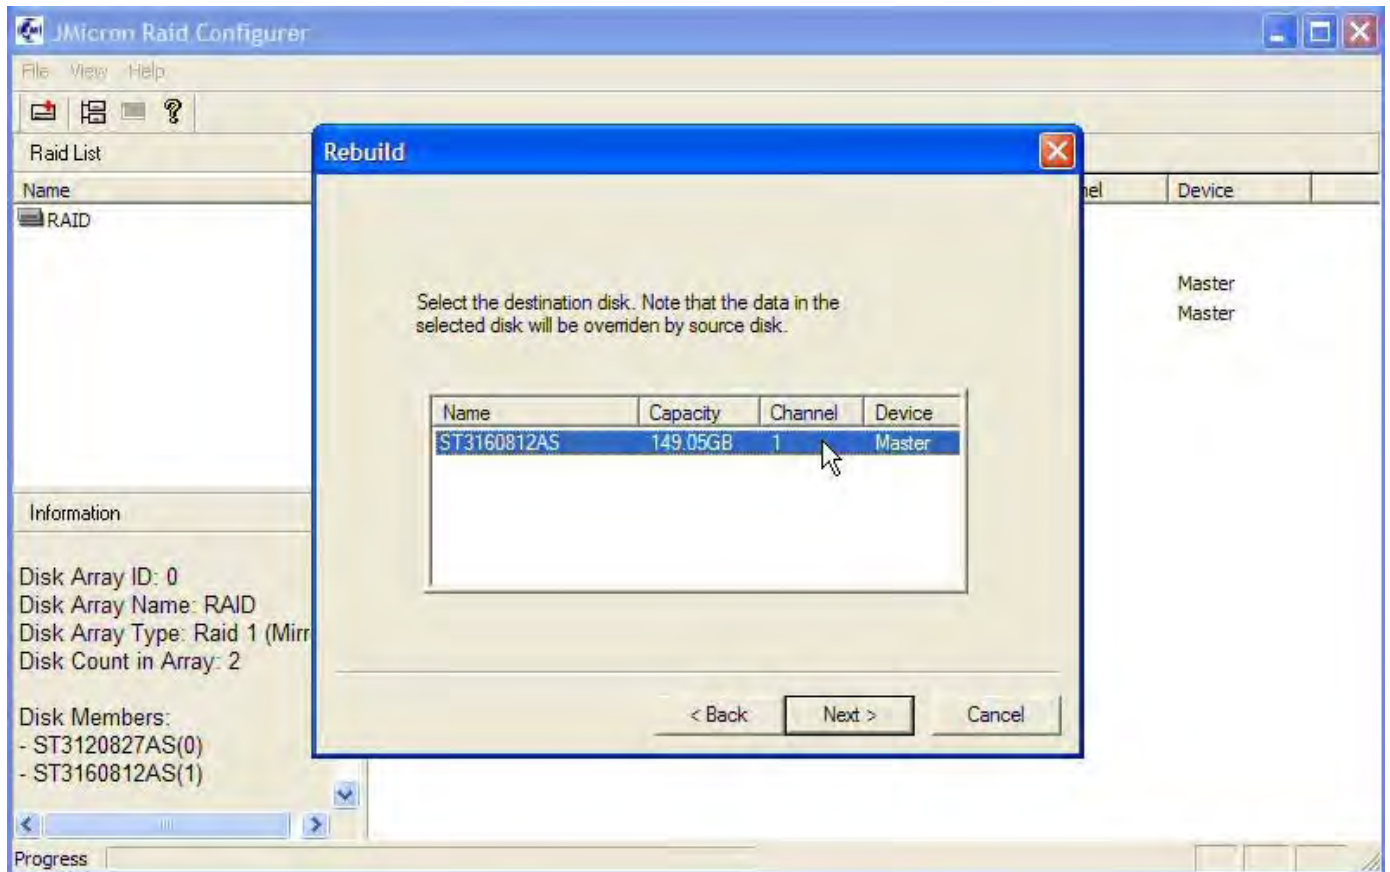 JMicron Raid Configurer
File View Help
Raid List
Name
RAID
Rebuild
nel Device
Master
Master
Select the destination disk. Note that the data in the
selected disk will be overriden by source disk.
Name Capacity Channel Device
ST3160812AS 149.05GB 1 Master
< Back Next > Cancel
Information
Disk Array ID: 0
Disk Array Name: RAID
Disk Array Type: Raid 1 (Mirr
Disk Count in Array: 2
Disk Members:
- ST3120827AS(0)
- ST3160812AS(1)
Progress